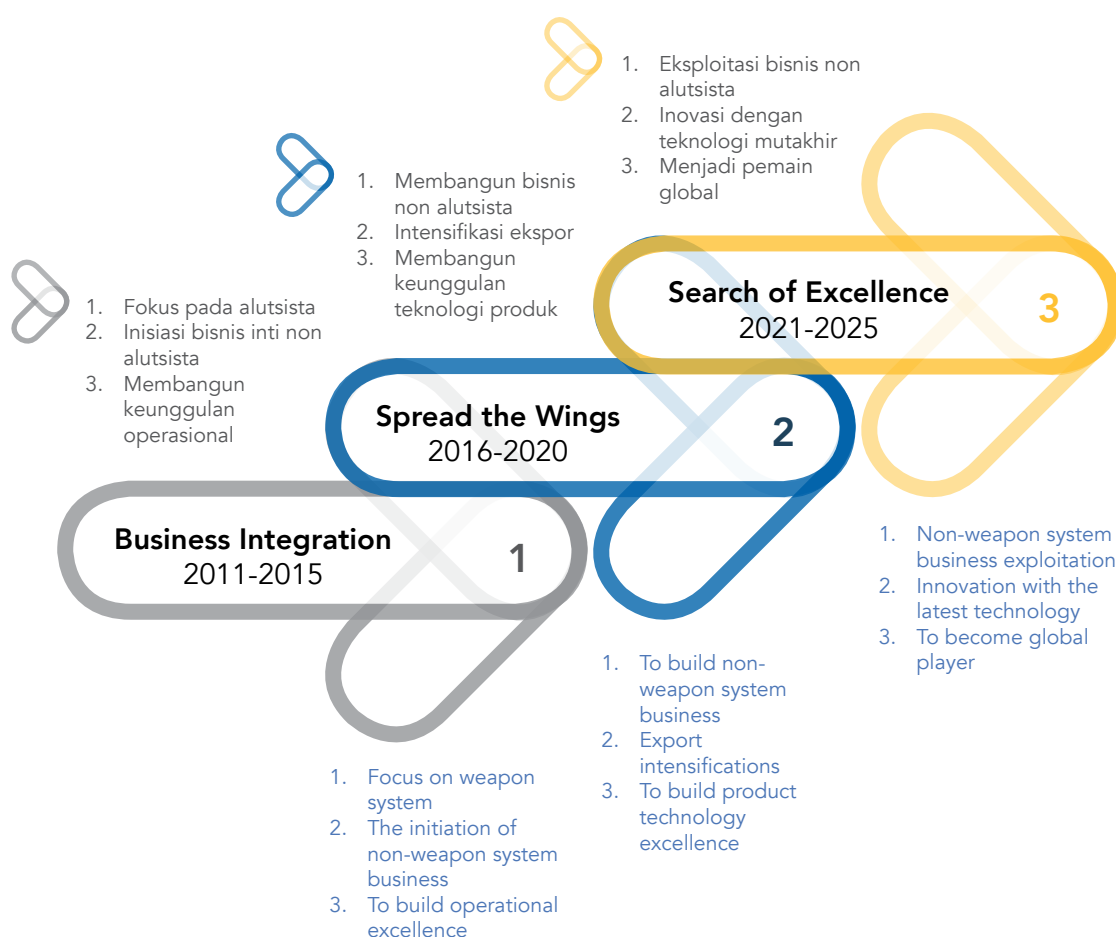 1. Eksploitasi bisnis non
alutsista
2. Inovasi dengan
teknologi mutakhir
3. Menjadi pemain
global
1. Membangun bisnis
non alutsista
2. Intensifikasi ekspor
3. Membangun
keunggulan
teknologi produk
1. Fokus pada alutsista
2. Inisiasi bisnis inti non
alutsista
3. Membangun
keunggulan
operasional
Search of Excellence
2021-2025
3
Spread the Wings
2016-2020
2
Business Integration
2011-2015
1
1. Non-weapon system
business exploitation
2. Innovation with the
latest technology
3. To become global
player
1. To build non-
weapon system
business
2. Export
intensifications
3. To build product
technology
excellence
1. Focus on weapon
system
2. The initiation of
non-weapon system
business
3. To build operational
excellence